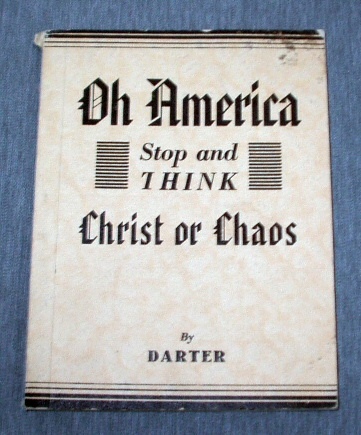 Oh America
Stop and
THINK
Christ or Chaos
By
DARTER